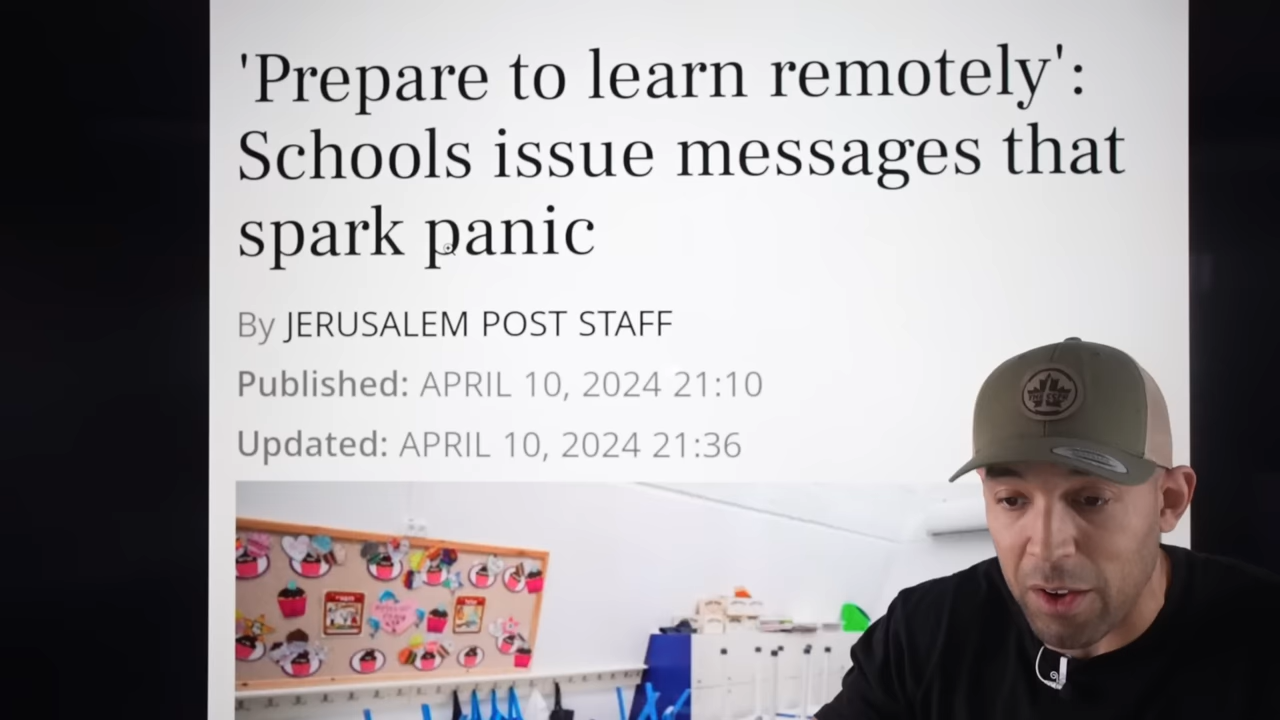 'Prepare to learn remotely':
Schools issue messages that
spark panic
By JERUSALEM POST STAFF
Published: APRIL 10, 2024 21:10
Updated: APRIL 10, 2024 21:36